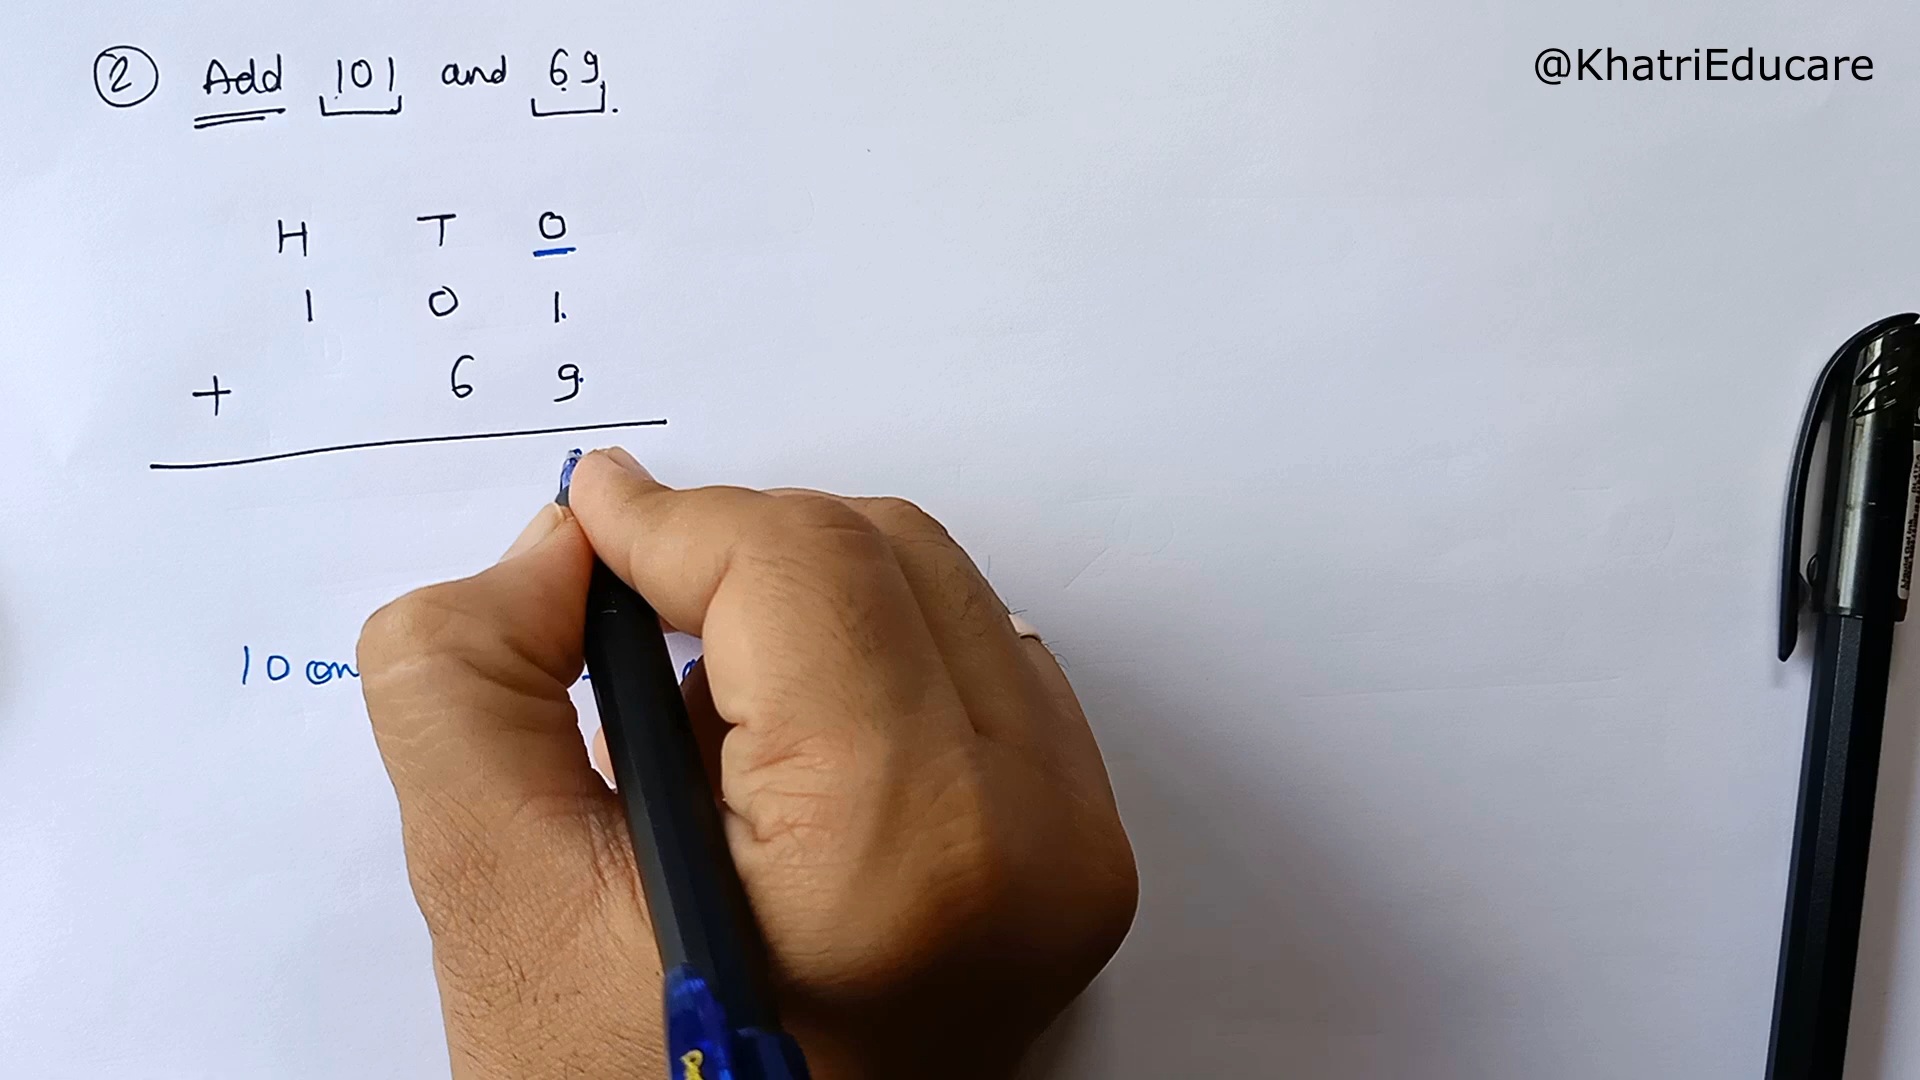 @KhatriEducare
2 Add 101 and 69.
H T O
1 0 1
+ 6 9
10